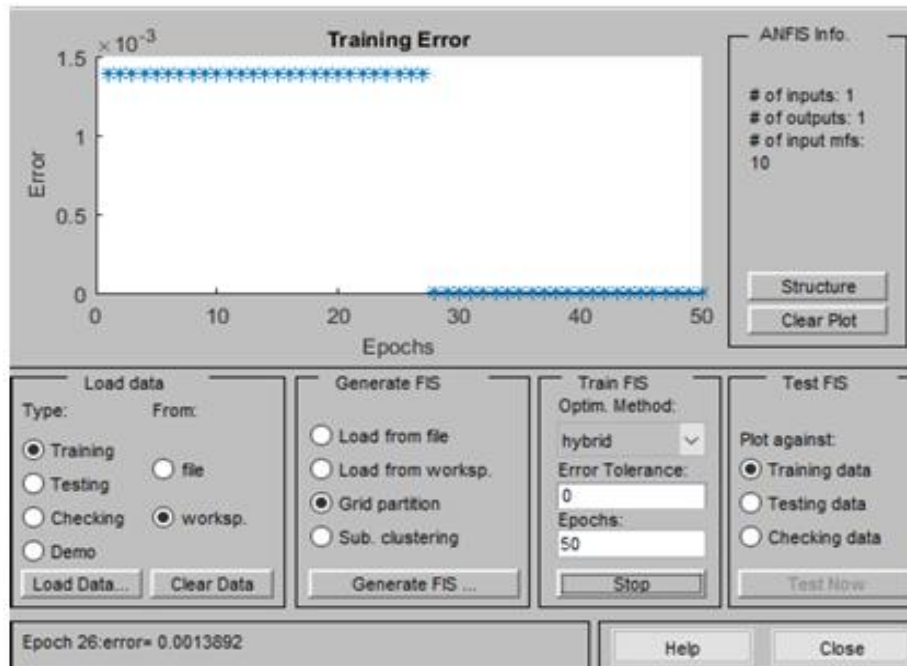 ×10⁻³
Training Error
1.5
1
0.5
0
Error
0 10 20 30 40 50
Epochs
ANFIS Info.
# of inputs: 1
# of outputs: 1
# of input mfs:
10
Structure
Clear Plot
Load data
Type: From:
Training
Testing
Checking
Demo
file
worksp.
Load Data... Clear Data
Generate FIS
Load from file
Load from worksp.
Grid partition
Sub. clustering
Generate FIS ...
Train FIS
Optim. Method:
hybrid
Error Tolerance:
0
Epochs:
50
Stop
Test FIS
Plot against:
Training data
Testing data
Checking data
Test Now
Epoch 26:error= 0.0013892
Help Close